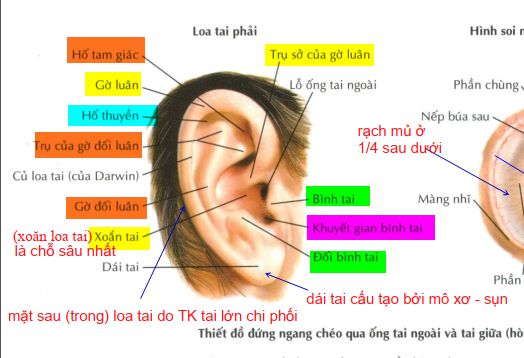 Loa tai phải
Hình soi m
Hố tam giác
Trụ sở của gờ luân
Gờ luân
Lỗ ống tai ngoài
Phần chùng
Hố thuyền
Nếp búa sau
rạch mủ ở
1/4 sau dưới
Trụ của gờ đối luân
Củ loa tai (của Darwin)
Bình tai
Màng nhĩ
Gờ đối luân
Khuyết gian bình tai
(xoăn loa tai)
Xoắn tai
là chỗ sâu nhất
Đối bình tai
Dái tai
Phần
dái tai cấu tạo bởi mô xơ - sụn
mặt sau (trong) loa tai do TK tai lớn chi phối
Thiết đồ đứng ngang chéo qua ống tai ngoài và tai giữa (hò